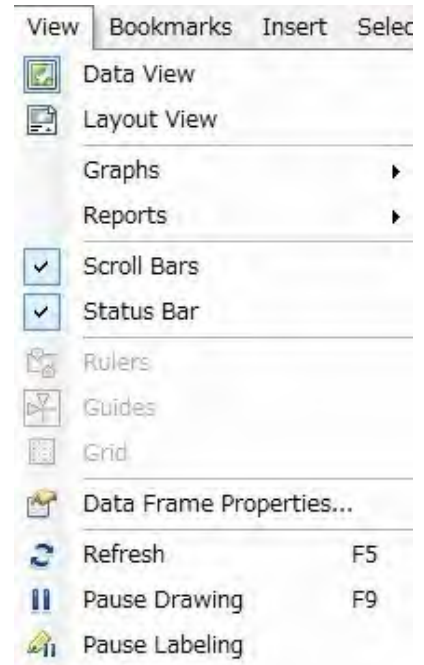 View Bookmarks Insert Selec
Data View
Layout View
Graphs
Reports
Scroll Bars
Status Bar
Rulers
Guides
Grid
Data Frame Properties...
Refresh F5
Pause Drawing F9
Pause Labeling